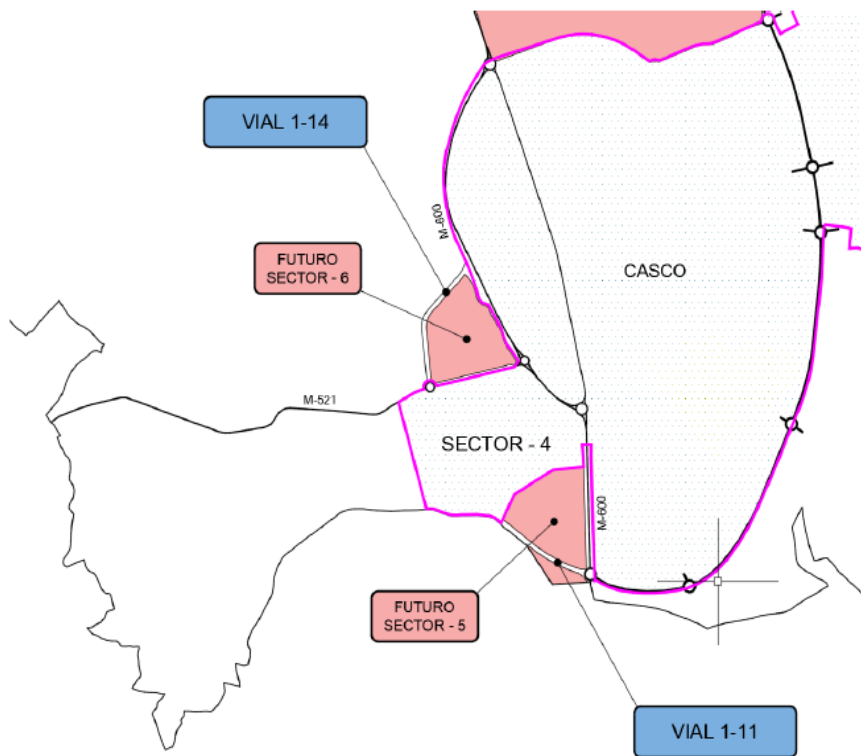 VIAL 1-14
M-600
FUTURO
SECTOR - 6
CASCO
M-521
SECTOR - 4
M-600
FUTURO
SECTOR - 5
VIAL 1-11